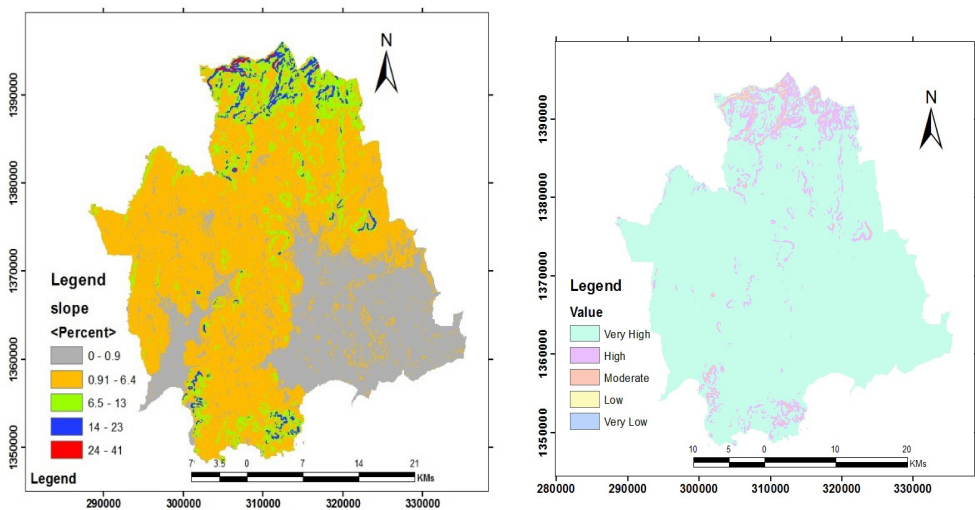 N
1390000
1380000
1370000
1360000
1350000
Legend
slope
<Percent>
0 - 0.9
0.91 - 6.4
6.5 - 13
14 - 23
24 - 41
Legend
7 3.5 0 7 14 21
KMs
290000 300000 310000 320000 330000
N
1390000
1380000
1370000
1360000
1350000
Legend
Value
Very High
High
Moderate
Low
Very Low
10 5 0 10 20
KMs
280000 290000 300000 310000 320000 330000